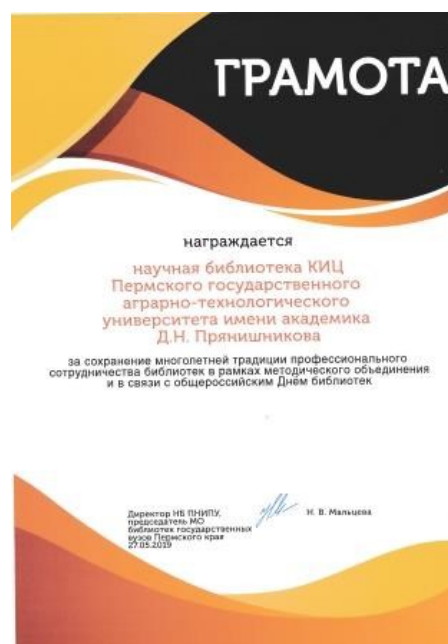 ГРАМОТА
награждается
научная библиотека КИЦ
Пермского государственного
аграрно-технологического
университета имени академика
Д.Н. Прянишникова
за сохранение многолетней традиции профессионального
сотрудничества библиотек в рамках методического объединения
и в связи с общероссийским Днём библиотек
Директор НБ ПНИПУ,
председатель МО
библиотек государственных
вузов Пермского края
27.05.2019
Н. В. Мальцева